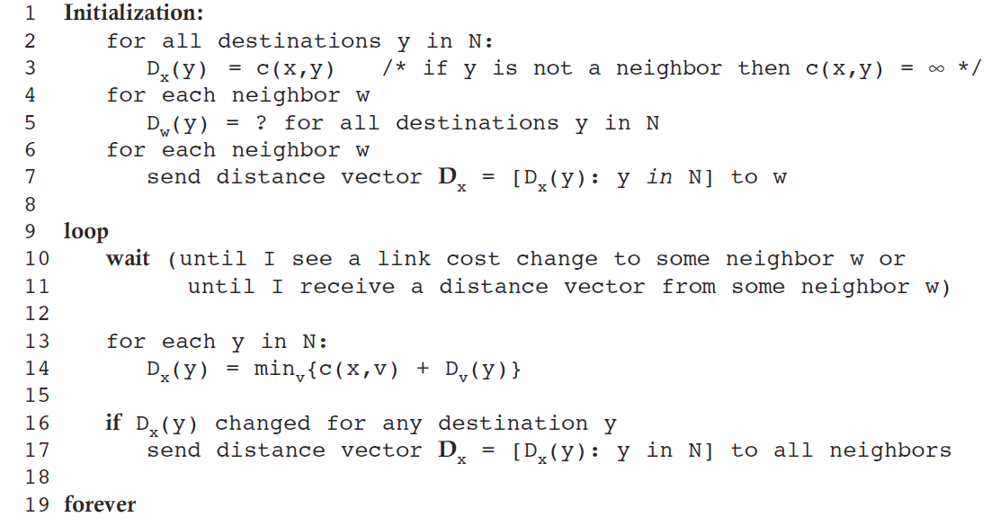 1 Initialization:
2 for all destinations y in N:
3 Dx(y) = c(x,y) /* if y is not a neighbor then c(x,y) = ∞ */
4 for each neighbor w
5 Dw(y) = ? for all destinations y in N
6 for each neighbor w
7 send distance vector Dx = [Dx(y): y in N] to w
8
9 loop
10 wait (until I see a link cost change to some neighbor w or
11 until I receive a distance vector from some neighbor w)
12
13 for each y in N:
14 Dx(y) = minv{c(x,v) + Dv(y)}
15
16 if Dx(y) changed for any destination y
17 send distance vector Dx = [Dx(y): y in N] to all neighbors
18
19 forever